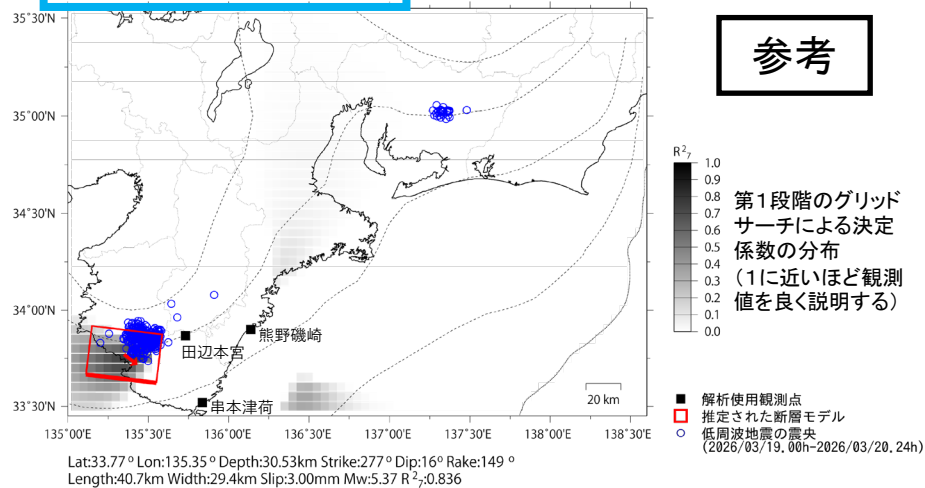 参考
35°30'N
35°00'N
34°30'N
34°00'N
33°30'N
135°00'E
135°30'E
136°00'E
136°30'E
137°00'E
137°30'E
138°00'E
138°30'E
熊野磯崎
田辺本宮
串本津荷
20 km
R²₇
1.0
0.9
0.8
0.7
0.6
0.5
0.4
0.3
0.2
0.1
0.0
第1段階のグリッド
サーチによる決定
係数の分布
(1に近いほど観測
値を良く説明する)
解析使用観測点
推定された断層モデル
低周波地震の震央
(2026/03/19.00h-2026/03/20.24h)
Lat:33.77° Lon:135.35° Depth:30.53km Strike:277° Dip:16° Rake:149°
Length:40.7km Width:29.4km Slip:3.00mm Mw:5.37 R²₇:0.836